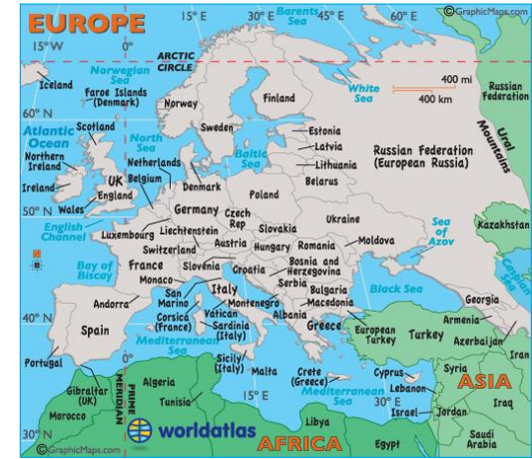 EUROPE
15° E
30° E
Barents
Sea
45° E
60° E
©GraphicMaps.com
15° W
0°
ARCTIC
CIRCLE
Norwegian
Sea
Iceland
Faroe Islands
(Denmark)
White
Sea
400 mi
400 km
Russian
Federation
Norway
Finland
60° N
Atlantic
Ocean
Scotland
Sweden
North
Sea
Estonia
Latvia
Lithuania
Baltic
Sea
Russian Federation
(European Russia)
Ural
Mountains
Northern
Ireland
Netherlands
Belgium
UK
England
Ireland
Wales
Denmark
Belarus
Poland
50° N
Germany
Czech
Rep
Ukraine
Sea
of
Azov
Kazakhstan
English
Channel
Luxembourg
Liechtenstein
Slovakia
Moldova
Switzerland
Austria
Hungary
Romania
N
Bay of
Biscay
France
Slovenia
Croatia
Bosnia and
Herzegovina
Caspian
Sea
Monaco
San
Marino
Italy
Serbia
Bulgaria
Black Sea
Andorra
Corsica
(France)
Vatican
Montenegro
Macedonia
Albania
Georgia
40° N
Spain
Sardinia
(Italy)
Greece
European
Turkey
Turkey
Armenia
Azerbaijan
Mediterranean
Sea
Sicily
(Italy)
Malta
Crete
(Greece)
Cyprus
Syria
Iran
Portugal
0°
Gibraltar
(UK)
PRIME
MERIDIAN
Algeria
Tunisia
15° E
Mediterranean
Sea
30° E
Lebanon
ASIA
Morocco
Israel
Jordan
Iraq
30° N
worldatlas
AFRICA
Libya
Egypt
Saudi
Arabia
©GraphicMaps.com